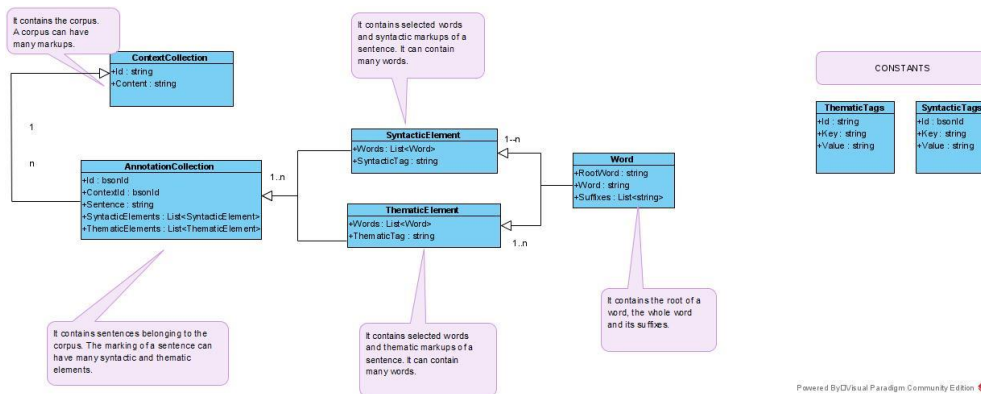 It contains the corpus.
A corpus can have
many markups.
ContextCollection
+Id : string
+Content : string
1
n
AnnotationCollection
+Id : bsonId
+ContextId : bsonId
+Sentence : string
+SyntacticElements : List<SyntacticElement>
+ThematicElements : List<ThematicElement>
1..n
It contains sentences belonging to the
corpus. The marking of a sentence can
have many syntactic and thematic
elements.
It contains selected words
and syntactic markups of a
sentence. It can contain
many words.
SyntacticElement
+Words : List<Word>
+SyntacticTag : string
1--n
ThematicElement
+Words : List<Word>
+ThematicTag : string
1..n
It contains selected words
and thematic markups of a
sentence. It can contain
many words.
Word
+RootWord : string
+Word : string
+Suffixes : List<string>
It contains the root of a
word, the whole word
and its suffixes.
CONSTANTS
ThematicTags
+Id : string
+Key : string
+Value : string
SyntacticTags
+Id : bsonId
+Key : string
+Value : string
Powered By□Visual Paradigm Community Edition